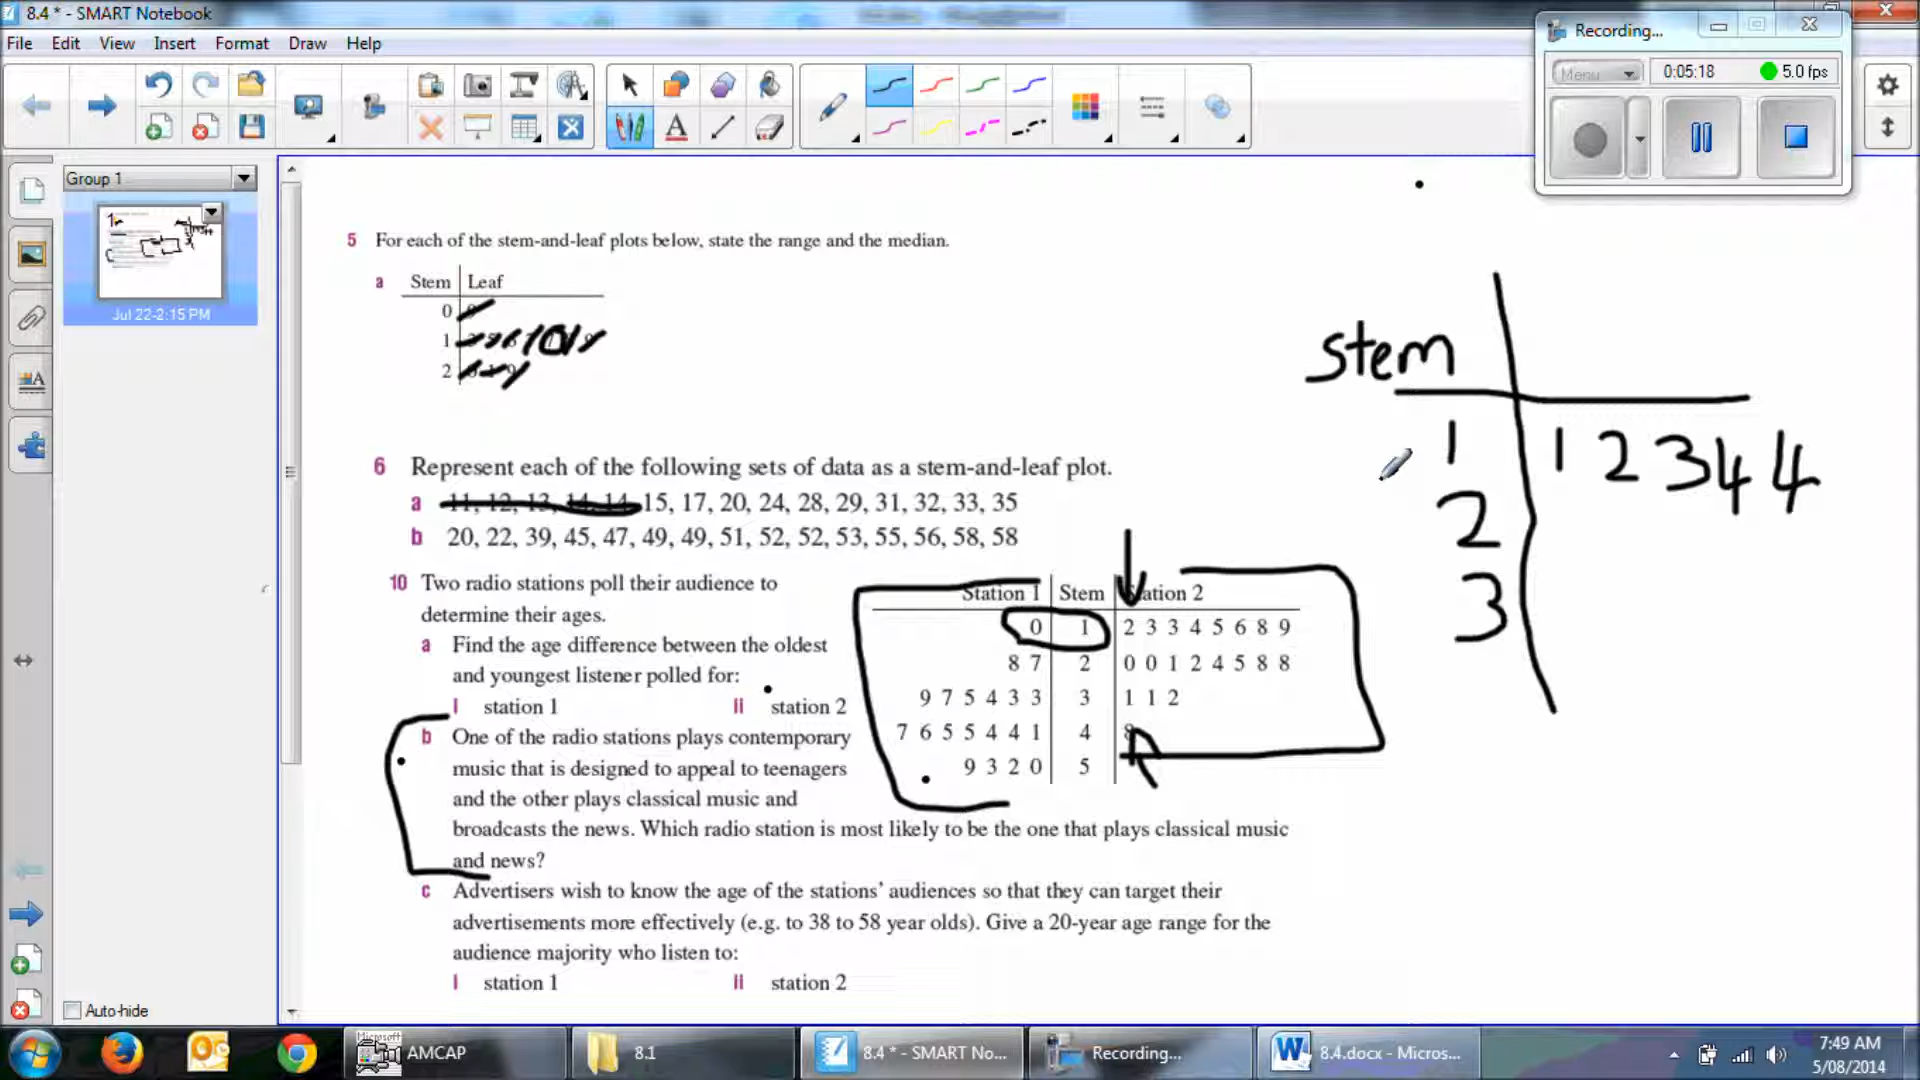 8.4 * - SMART Notebook
File Edit View Insert Format Draw Help
Recording...
Menu 0:05:18 5.0 fps
Group 1
Jul 22-2:15 PM
5 For each of the stem-and-leaf plots below, state the range and the median.
a Stem Leaf
0
1
2
6 Represent each of the following sets of data as a stem-and-leaf plot.
a 11, 12, 13, 14, 14, 15, 17, 20, 24, 28, 29, 31, 32, 33, 35
b 20, 22, 39, 45, 47, 49, 49, 51, 52, 52, 53, 55, 56, 58, 58
stem
1 1 2 3 4 4
2
3
10 Two radio stations poll their audience to
determine their ages.
a Find the age difference between the oldest
and youngest listener polled for:
i station 1 ii station 2
b One of the radio stations plays contemporary
music that is designed to appeal to teenagers
and the other plays classical music and
broadcasts the news. Which radio station is most likely to be the one that plays classical music
and news?
Station 1 Stem Station 2
0 1 2 3 3 4 5 6 8 9
8 7 2 0 0 1 2 4 5 8 8
9 7 5 4 3 3 3 1 1 2
7 6 5 5 4 4 1 4 8
9 3 2 0 5
c Advertisers wish to know the age of the stations' audiences so that they can target their
advertisements more effectively (e.g. to 38 to 58 year olds). Give a 20-year age range for the
audience majority who listen to:
i station 1 ii station 2
Auto-hide
AMCAP 8.1 8.4 * - SMART No... Recording... 8.4.docx - Micros...
7:49 AM
5/08/2014